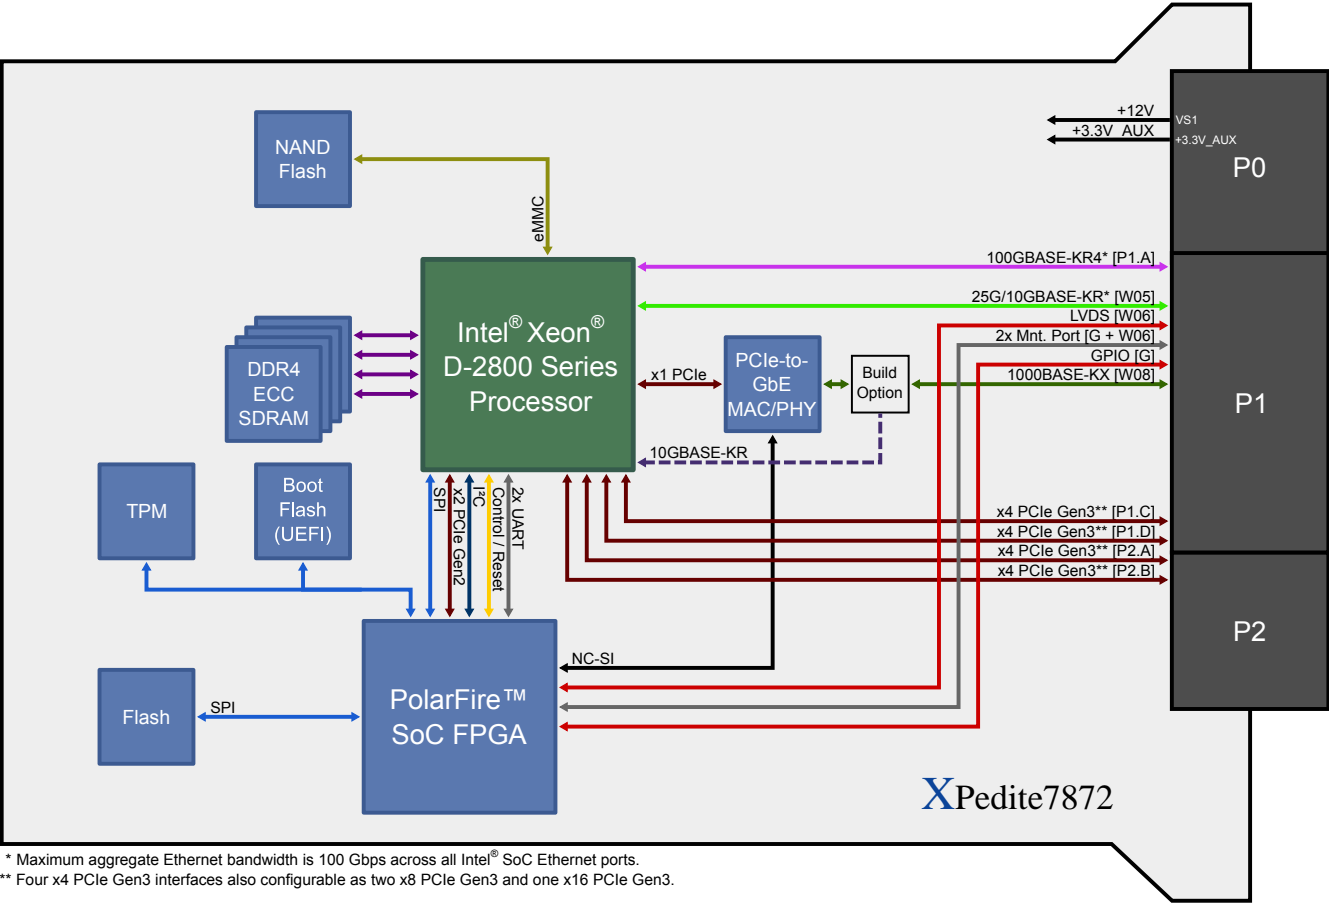 +12V
VS1
+3.3V_AUX
+3.3V_AUX
P0
NAND
Flash
eMMC
100GBASE-KR4* [P1.A]
25G/10GBASE-KR* [W05]
LVDS [W06]
2x Mnt. Port [G + W06]
GPIO [G]
1000BASE-KX [W08]
P1
Intel® Xeon®
D-2800 Series
Processor
DDR4
ECC
SDRAM
x1 PCIe
PCIe-to-
GbE
MAC/PHY
Build
Option
10GBASE-KR
TPM
Boot
Flash
(UEFI)
SPI
x2 PCIe Gen2
I²C
Control / Reset
2x UART
x4 PCIe Gen3** [P1.C]
x4 PCIe Gen3** [P1.D]
x4 PCIe Gen3** [P2.A]
x4 PCIe Gen3** [P2.B]
P2
NC-SI
Flash
SPI
PolarFire™
SoC FPGA
XPedite7872
* Maximum aggregate Ethernet bandwidth is 100 Gbps across all Intel® SoC Ethernet ports.
** Four x4 PCIe Gen3 interfaces also configurable as two x8 PCIe Gen3 and one x16 PCIe Gen3.